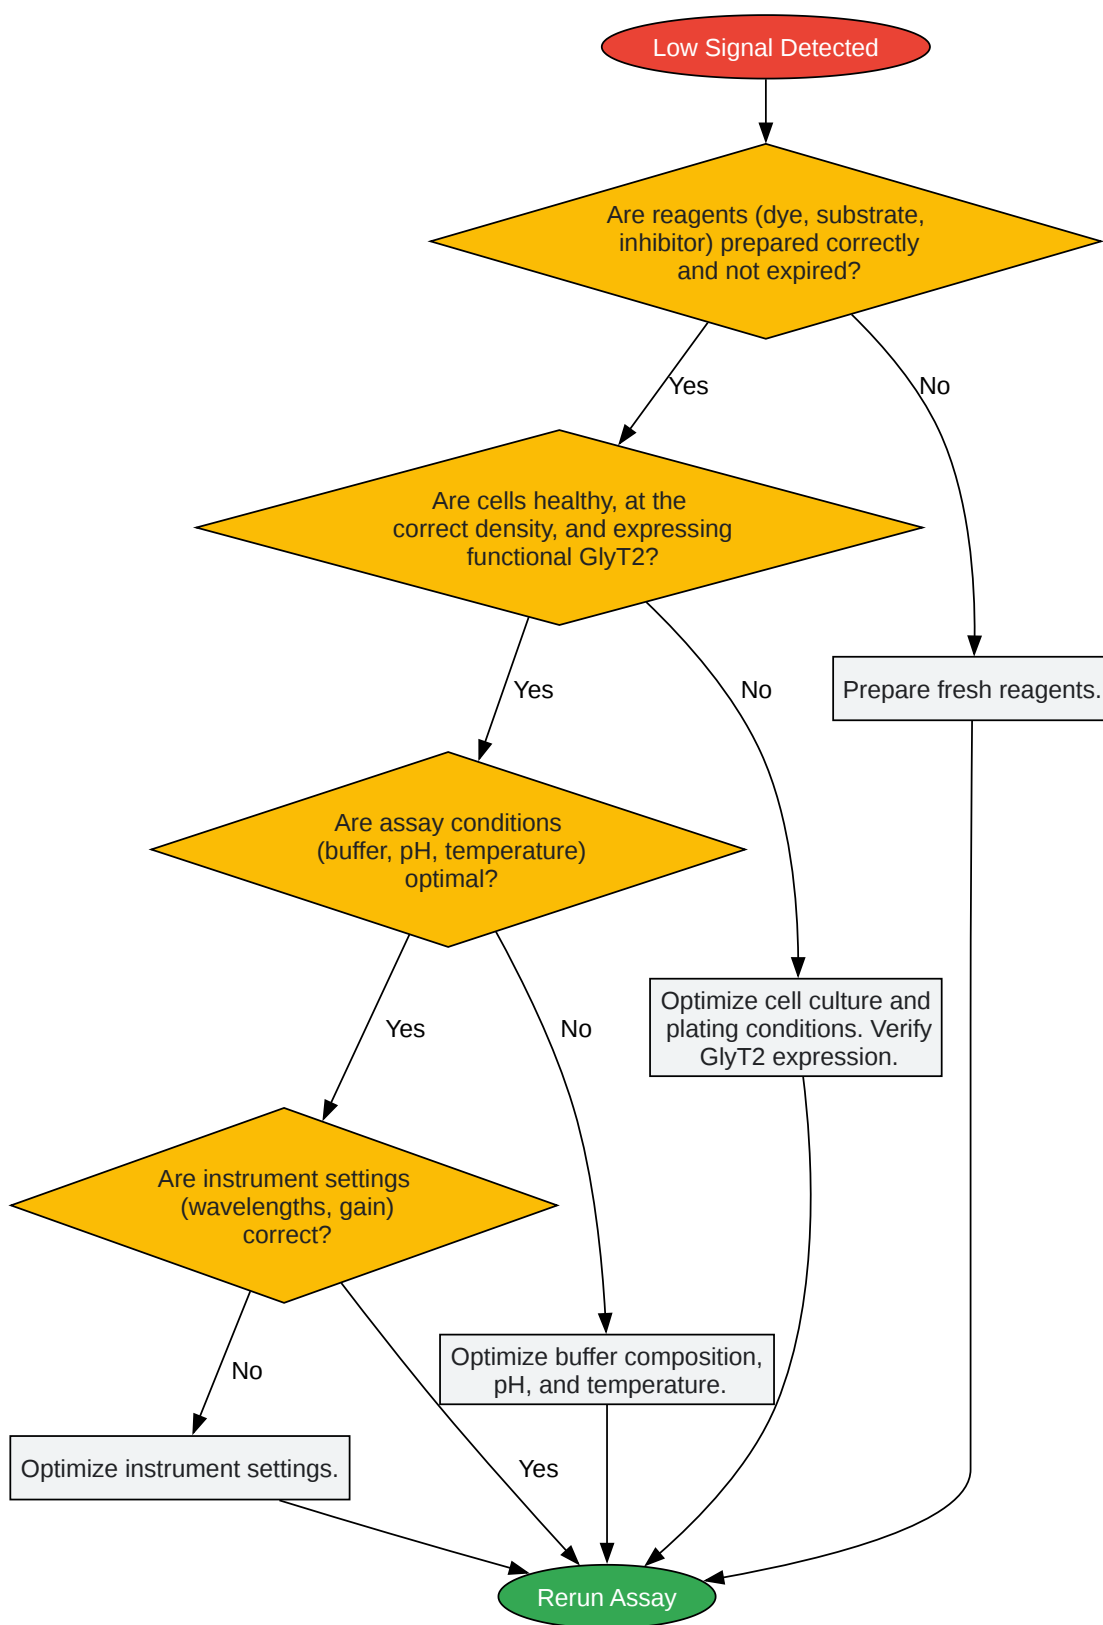 Low Signal Detected
Are reagents (dye, substrate,
inhibitor) prepared correctly
and not expired?
Yes
No
Are cells healthy, at the
correct density, and expressing
functional GlyT2?
Yes
No
Prepare fresh reagents.
Are assay conditions
(buffer, pH, temperature)
optimal?
Yes
No
Optimize cell culture and
plating conditions. Verify
GlyT2 expression.
Are instrument settings
(wavelengths, gain)
correct?
No
Yes
Optimize buffer composition,
pH, and temperature.
Optimize instrument settings.
Rerun Assay